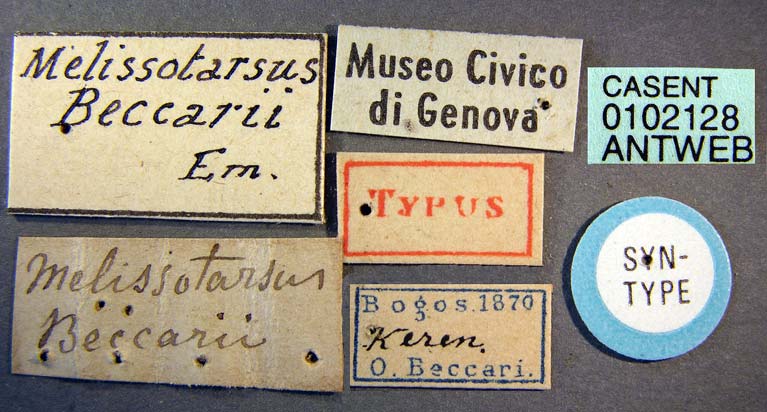 Melissotarsus
Beccarii
Em.
Museo Civico
di Genova
CASENT
0102128
ANTWEB
TYPUS
Melissotarsus
Beccarii
Bogos.1870
Keren.
O. Beccari.
SYN-
TYPE